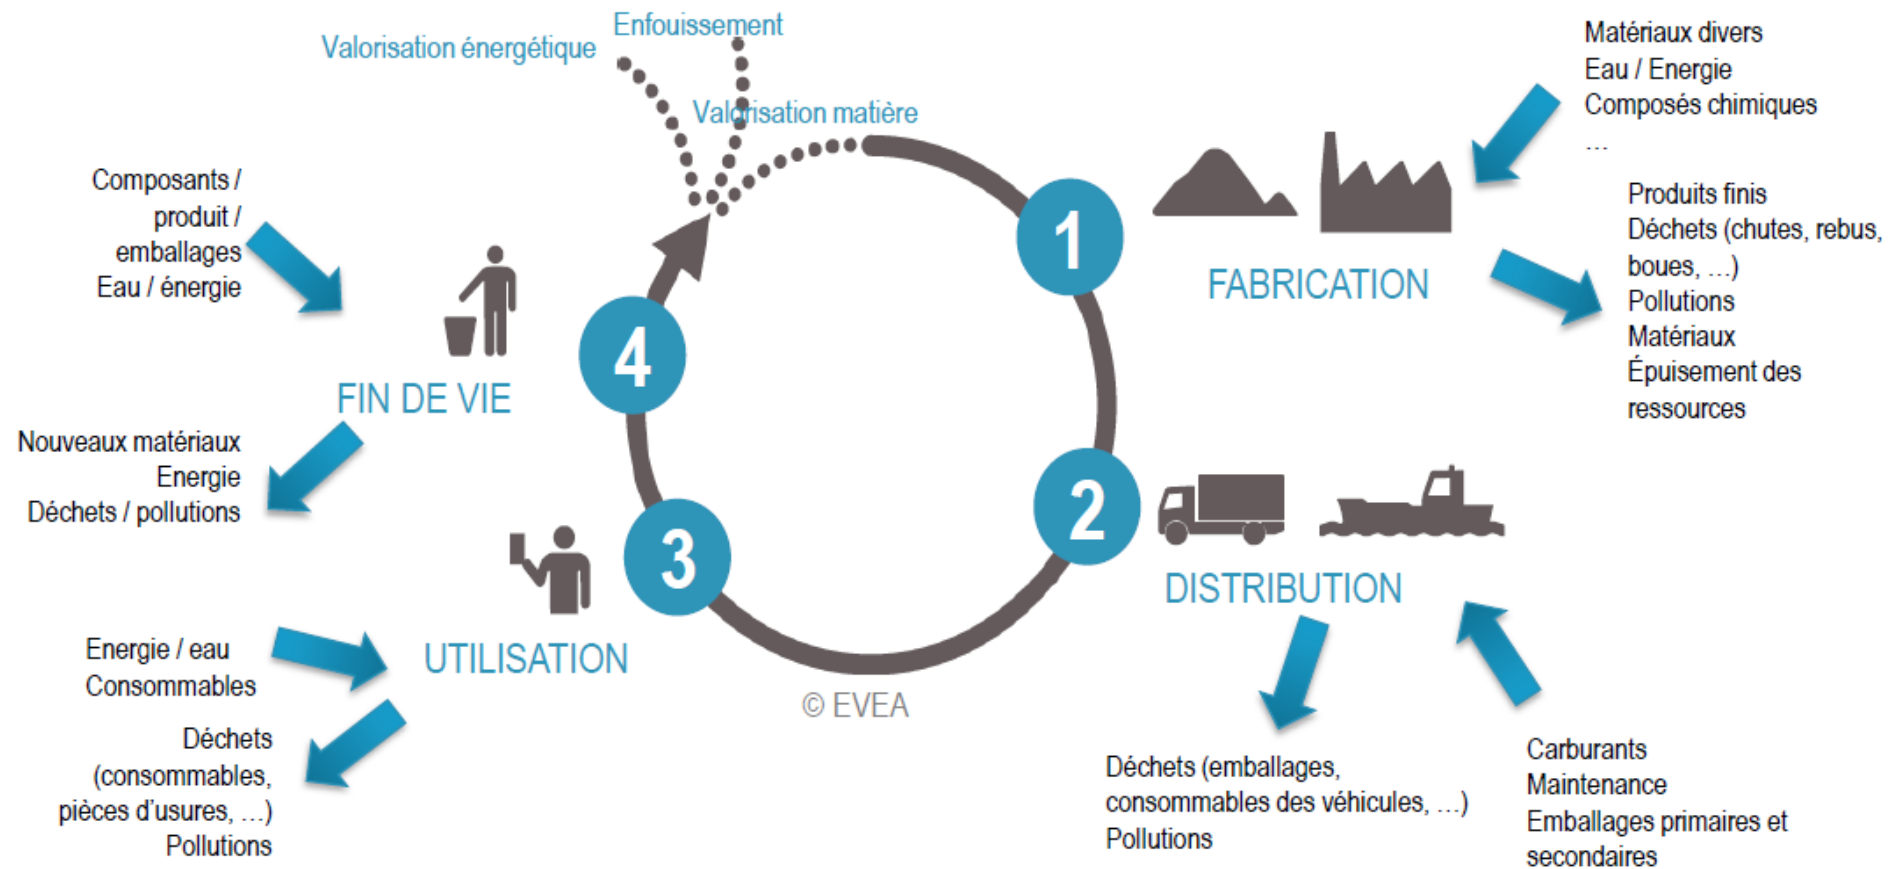 Enfouissement
Valorisation énergétique
Valorisation matière
Matériaux divers
Eau / Energie
Composés chimiques
…
1
FABRICATION
Produits finis
Déchets (chutes, rebus,
boues, …)
Pollutions
Matériaux
Épuisement des
ressources
2
DISTRIBUTION
Carburants
Maintenance
Emballages primaires et
secondaires
Déchets (emballages,
consommables des véhicules, …)
Pollutions
3
UTILISATION
Energie / eau
Consommables
Déchets
(consommables,
pièces d'usures, …)
Pollutions
4
FIN DE VIE
Composants /
produit /
emballages
Eau / énergie
Nouveaux matériaux
Energie
Déchets / pollutions
© EVEA